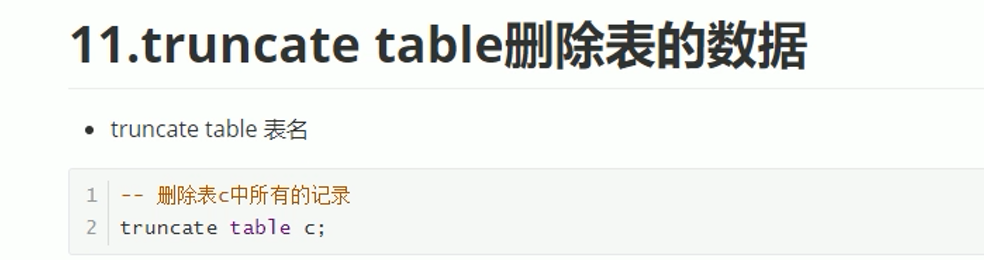 11.truncate table删除表的数据
truncate table 表名
1 -- 删除表c中所有的记录
2 truncate table c;